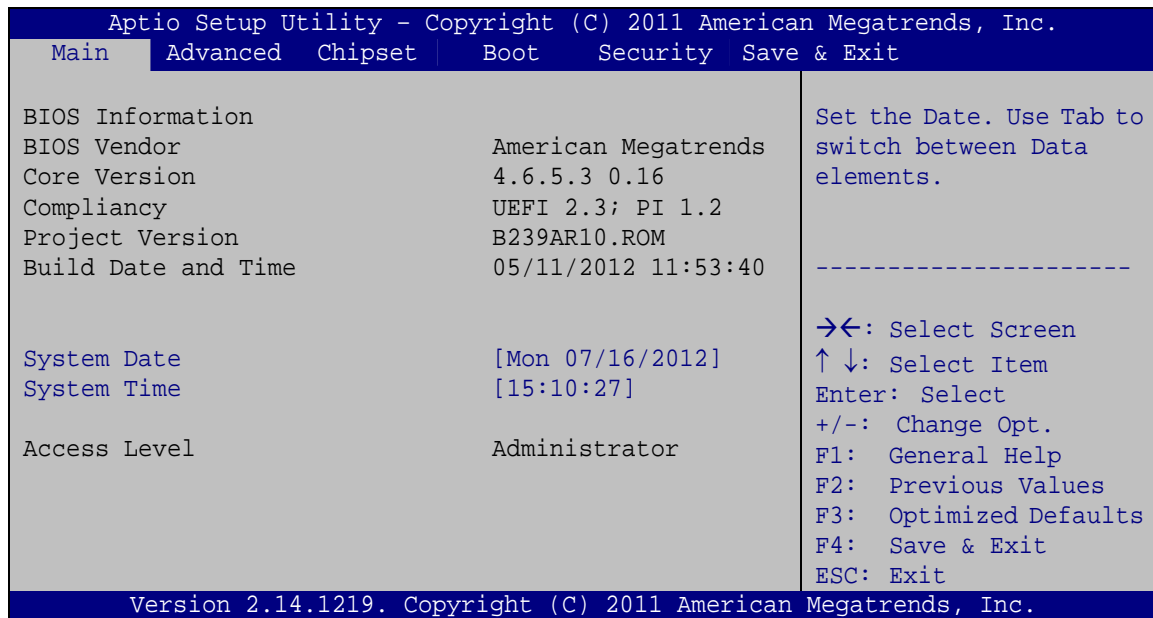 Aptio Setup Utility – Copyright (C) 2011 American Megatrends, Inc.
Main Advanced Chipset Boot Security Save & Exit
BIOS Information
BIOS Vendor American Megatrends
Core Version 4.6.5.3 0.16
Compliancy UEFI 2.3; PI 1.2
Project Version B239AR10.ROM
Build Date and Time 05/11/2012 11:53:40
System Date [Mon 07/16/2012]
System Time [15:10:27]
Access Level Administrator
Set the Date. Use Tab to
switch between Data
elements.
----------------------
→←: Select Screen
↑ ↓: Select Item
Enter: Select
+/-: Change Opt.
F1: General Help
F2: Previous Values
F3: Optimized Defaults
F4: Save & Exit
ESC: Exit
Version 2.14.1219. Copyright (C) 2011 American Megatrends, Inc.